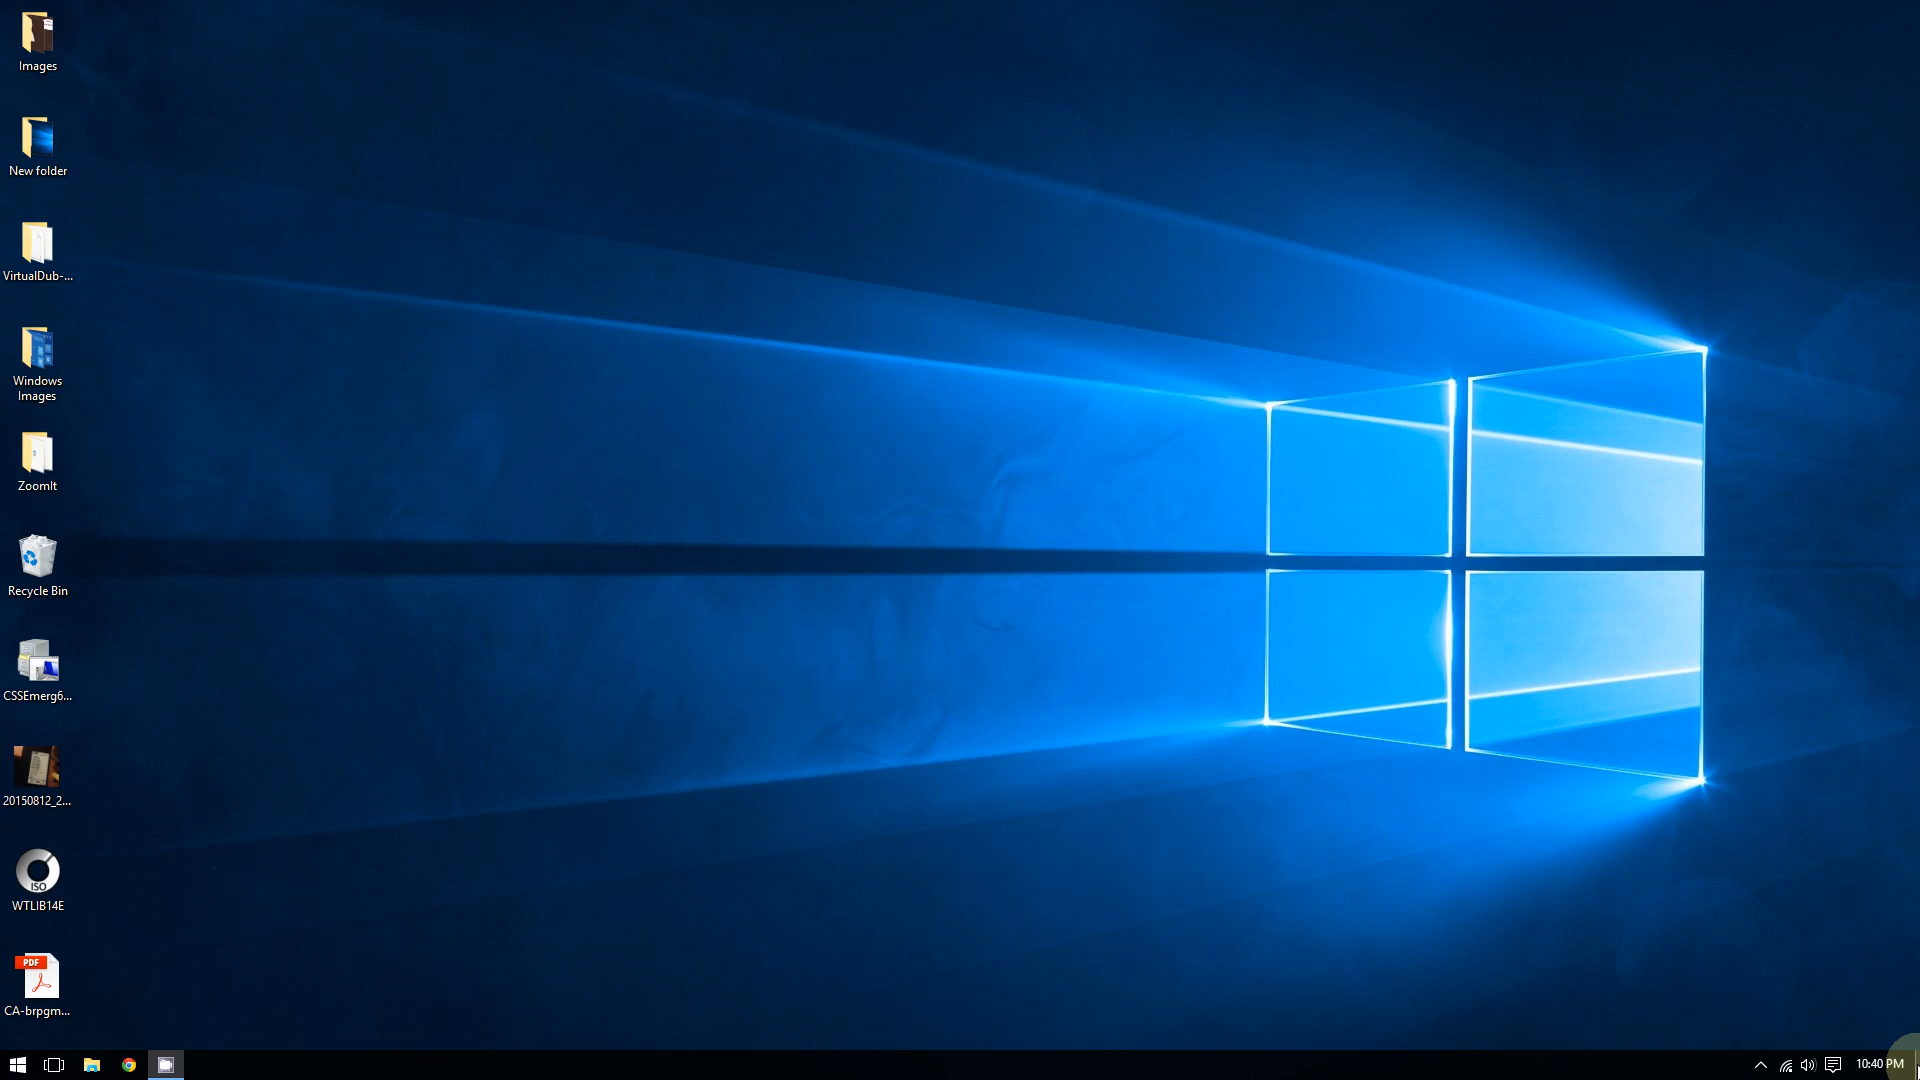 Images
New folder
VirtualDub-...
Windows
Images
ZoomIt
Recycle Bin
CSSEmerg6...
20150812_2...
ISO
WTLIB14E
PDF
CA-brpgm...
10:40 PM